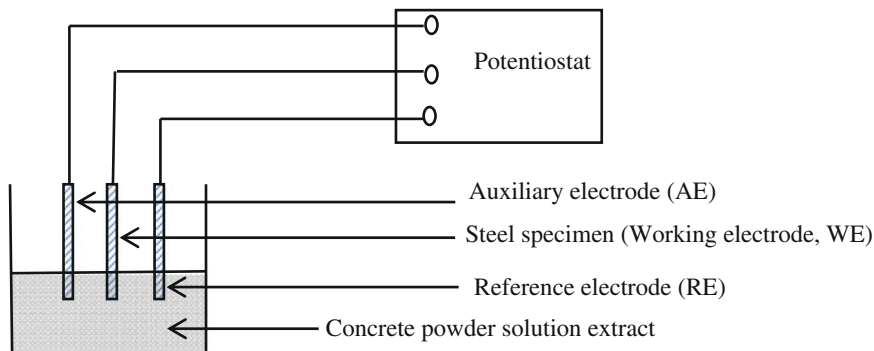 Potentiostat
Auxiliary electrode (AE)
Steel specimen (Working electrode, WE)
Reference electrode (RE)
Concrete powder solution extract